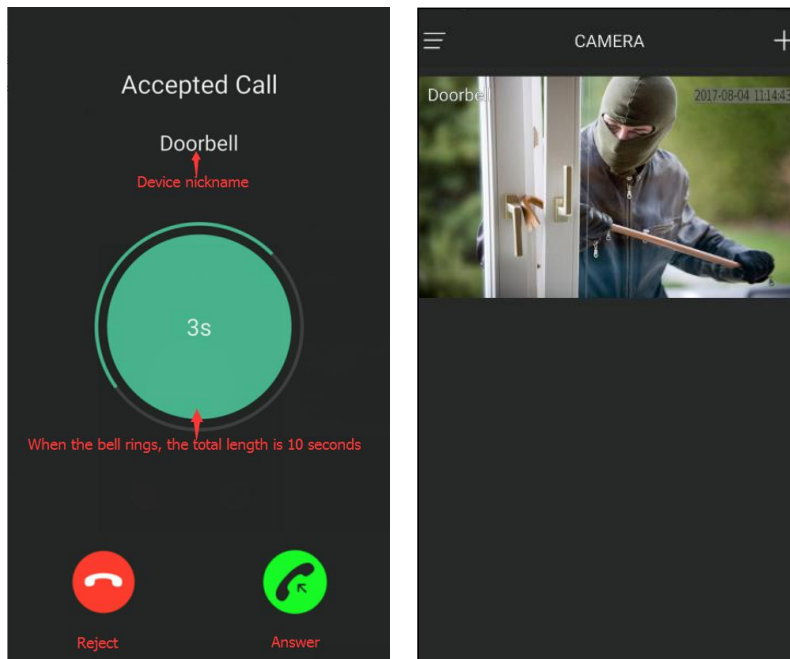 Accepted Call
Doorbell
Device nickname
3s
When the bell rings, the total length is 10 seconds
Reject
Answer
CAMERA
Doorbell
2017-08-04 11:14:43